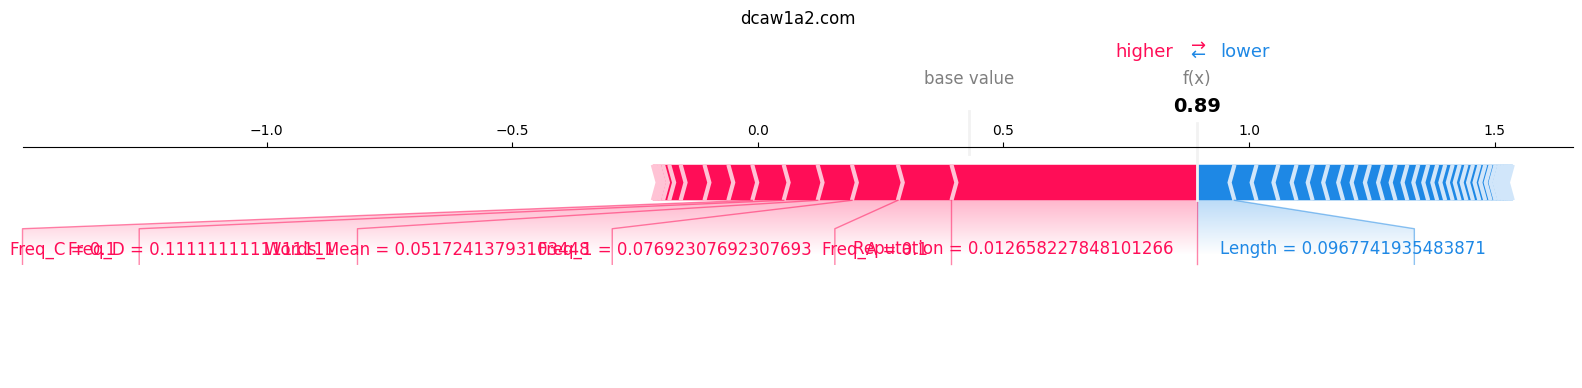 dcaw1a2.com
higher → ← lower
base value f(x)
0.89
−1.0 −0.5 0.0 0.5 1.0 1.5
Freq_C = 0.1 Freq_D = 0.1111111111111111 Words_Mean = 0.05172413793103448 Freq_1 = 0.07692307692307693 Freq_A = 0.1 Reputation = 0.012658227848101266 Length = 0.0967741935483871